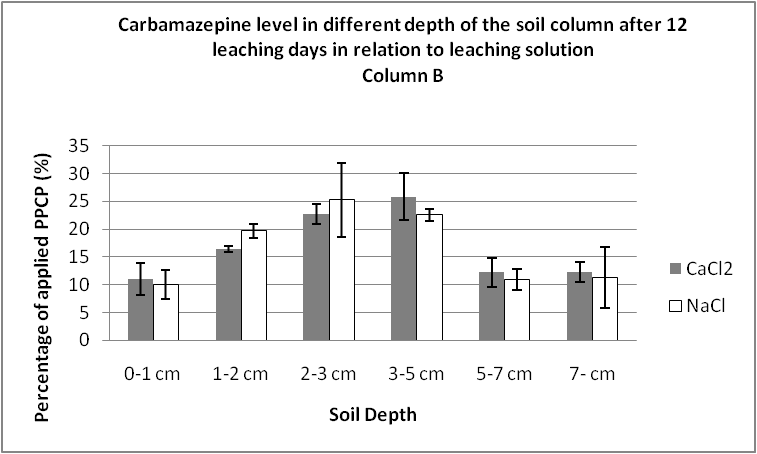 Carbamazepine level in different depth of the soil column after 12
leaching days in relation to leaching solution
Column B
Percentage of applied PPCP (%)
35
30
25
20
15
10
5
0
0-1 cm 1-2 cm 2-3 cm 3-5 cm 5-7 cm 7- cm
Soil Depth
CaCl2
NaCl